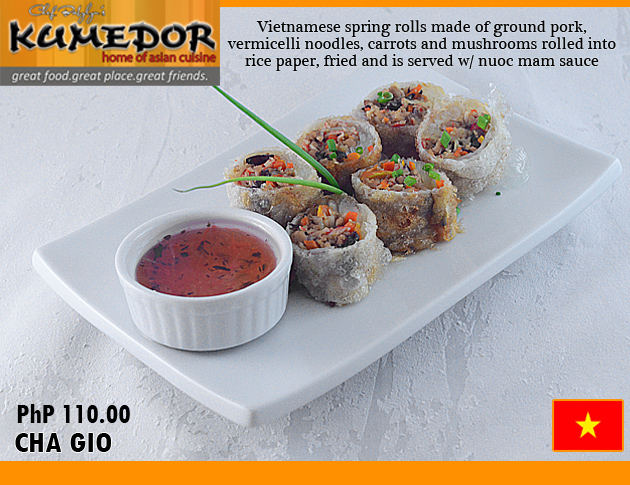 KUMEDOR
home of asian cuisine
great food.great place.great friends.
Vietnamese spring rolls made of ground pork,
vermicelli noodles, carrots and mushrooms rolled into
rice paper, fried and is served w/ nuoc mam sauce
PhP 110.00
CHA GIO